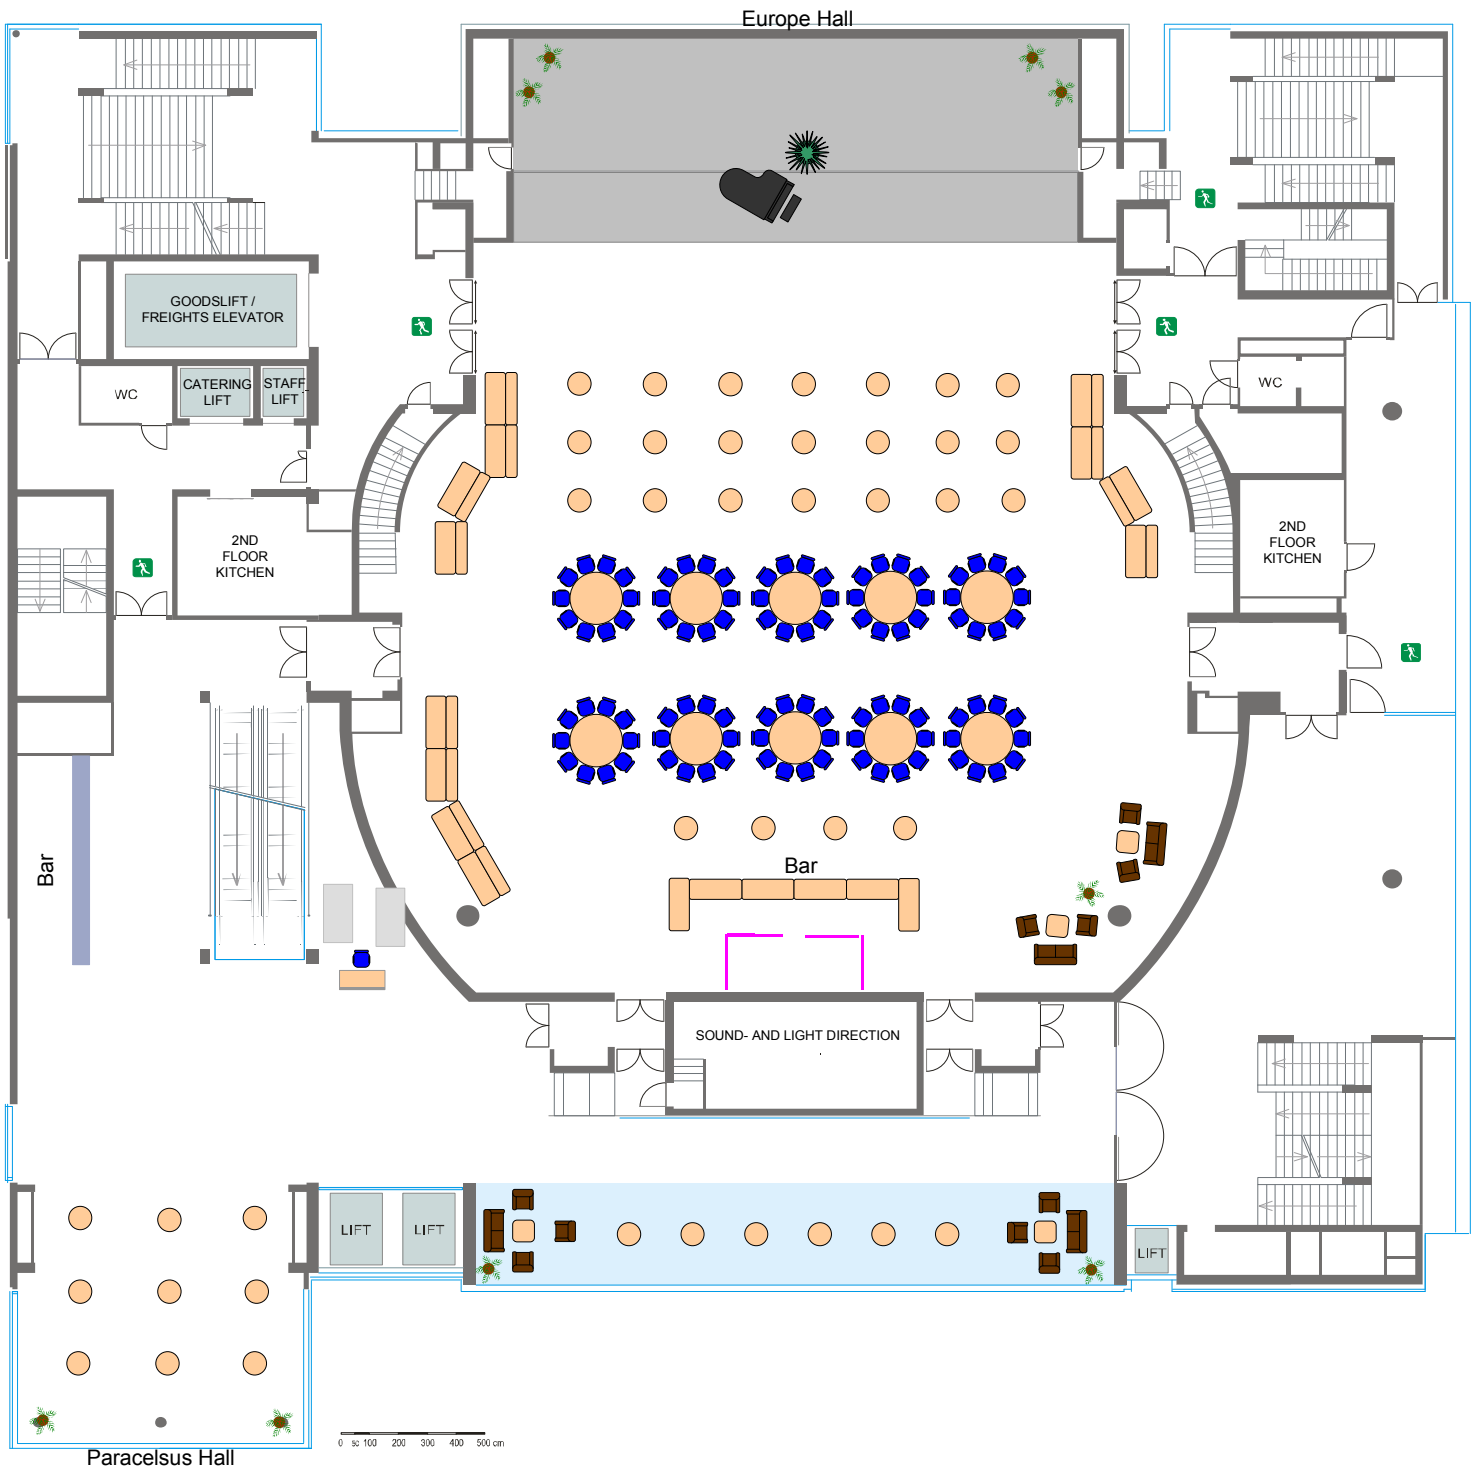 Europe Hall
GOODSLIFT /
FREIGHTS ELEVATOR
WC
CATERING
LIFT
STAFF
LIFT
WC
2ND
FLOOR
KITCHEN
2ND
FLOOR
KITCHEN
Bar
Bar
SOUND- AND LIGHT DIRECTION
LIFT
LIFT
LIFT
0 50 100 200 300 400 500 cm
Paracelsus Hall